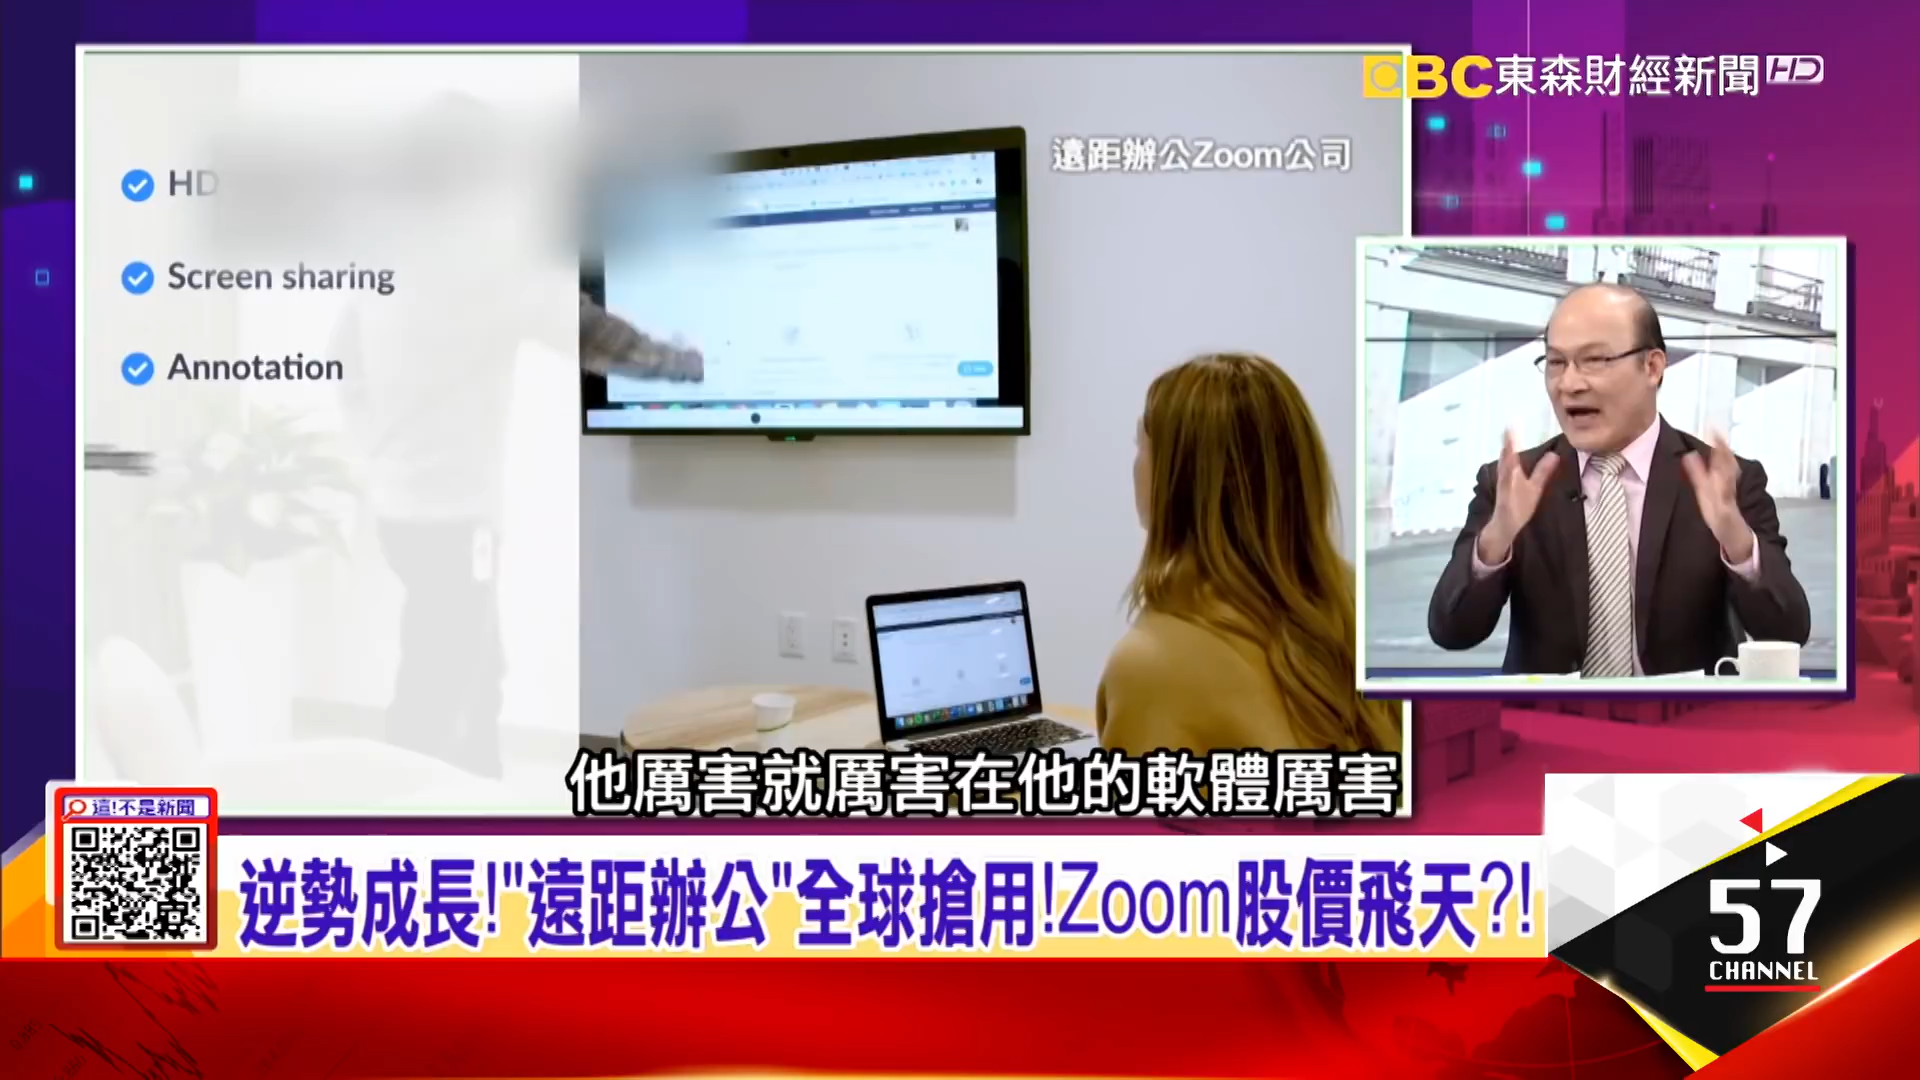 EBC東森財經新聞HD
遠距辦公Zoom公司
HD
Screen sharing
Annotation
他厲害就厲害在他的軟體厲害
這!不是新聞
逆勢成長!"遠距辦公"全球搶用!Zoom股價飛天?!
57
CHANNEL